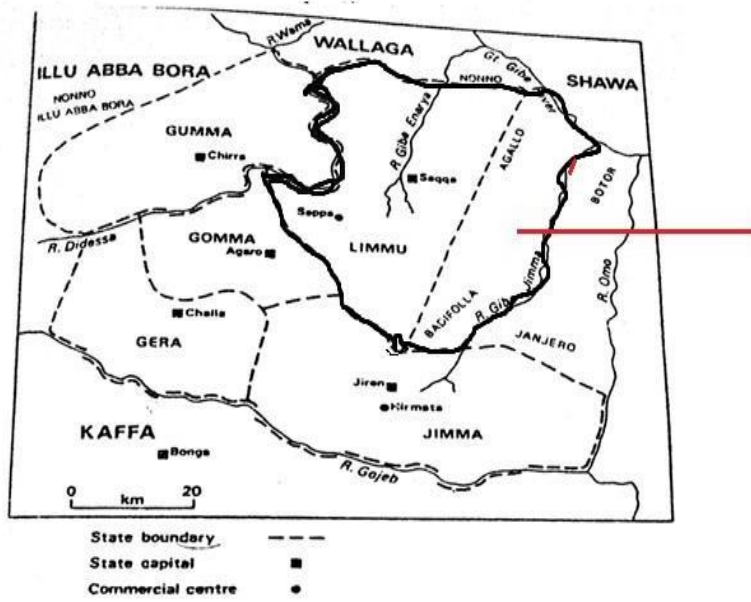 R. Wama
WALLAGA
Gt. Gibe River
ILLU ABBA BORA
NONNO
SHAWA
NONNO
ILLU ABBA BORA
GUMMA
Chirra
R Gibe Enarya
AGALLO
Saqqa
BOTOR
Sappa
R. Didessa
GOMMA
Agaro
LIMMU
R. Omo
Challa
BADIFOLLA
R. Gibe Jimma
GERA
JANJERO
Jiren
Hirmata
KAFFA
JIMMA
Bonga
R. Gojeb
0 20
km
State boundary
State capital
Commercial centre